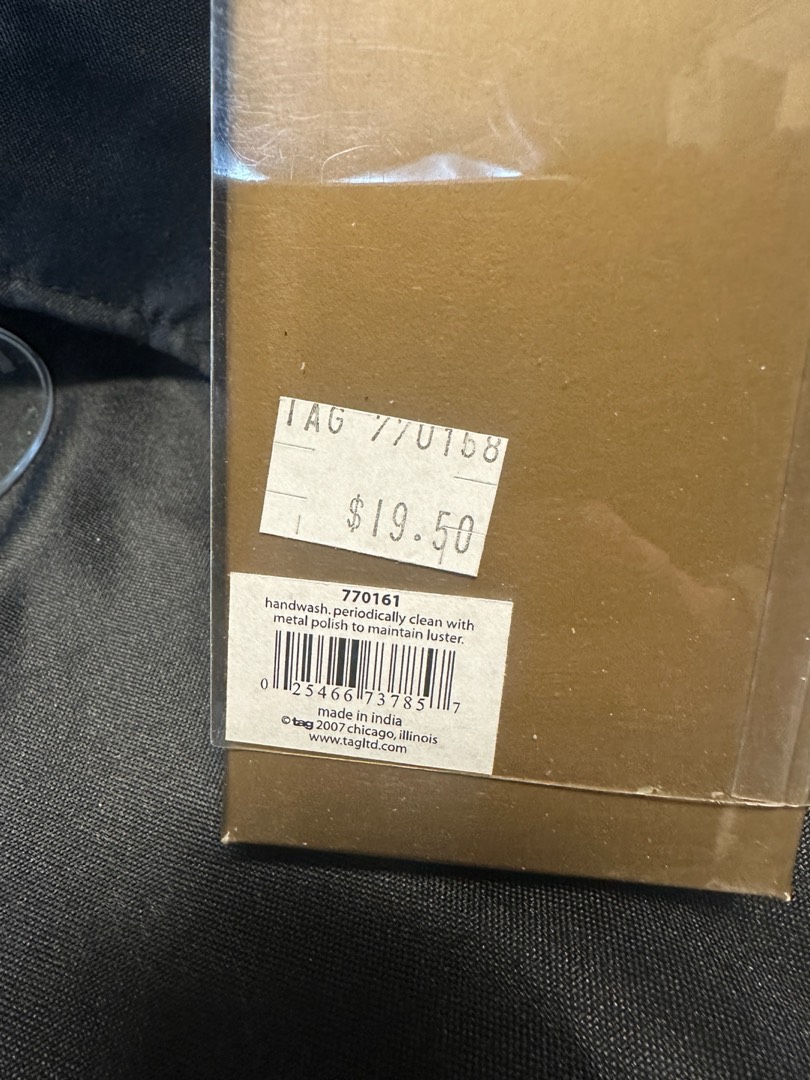 TAG 770168
$19.50
770161
handwash. periodically clean with
metal polish to maintain luster.
0 25466 73785 7
made in india
© tag 2007 chicago, illinois
www.tagltd.com